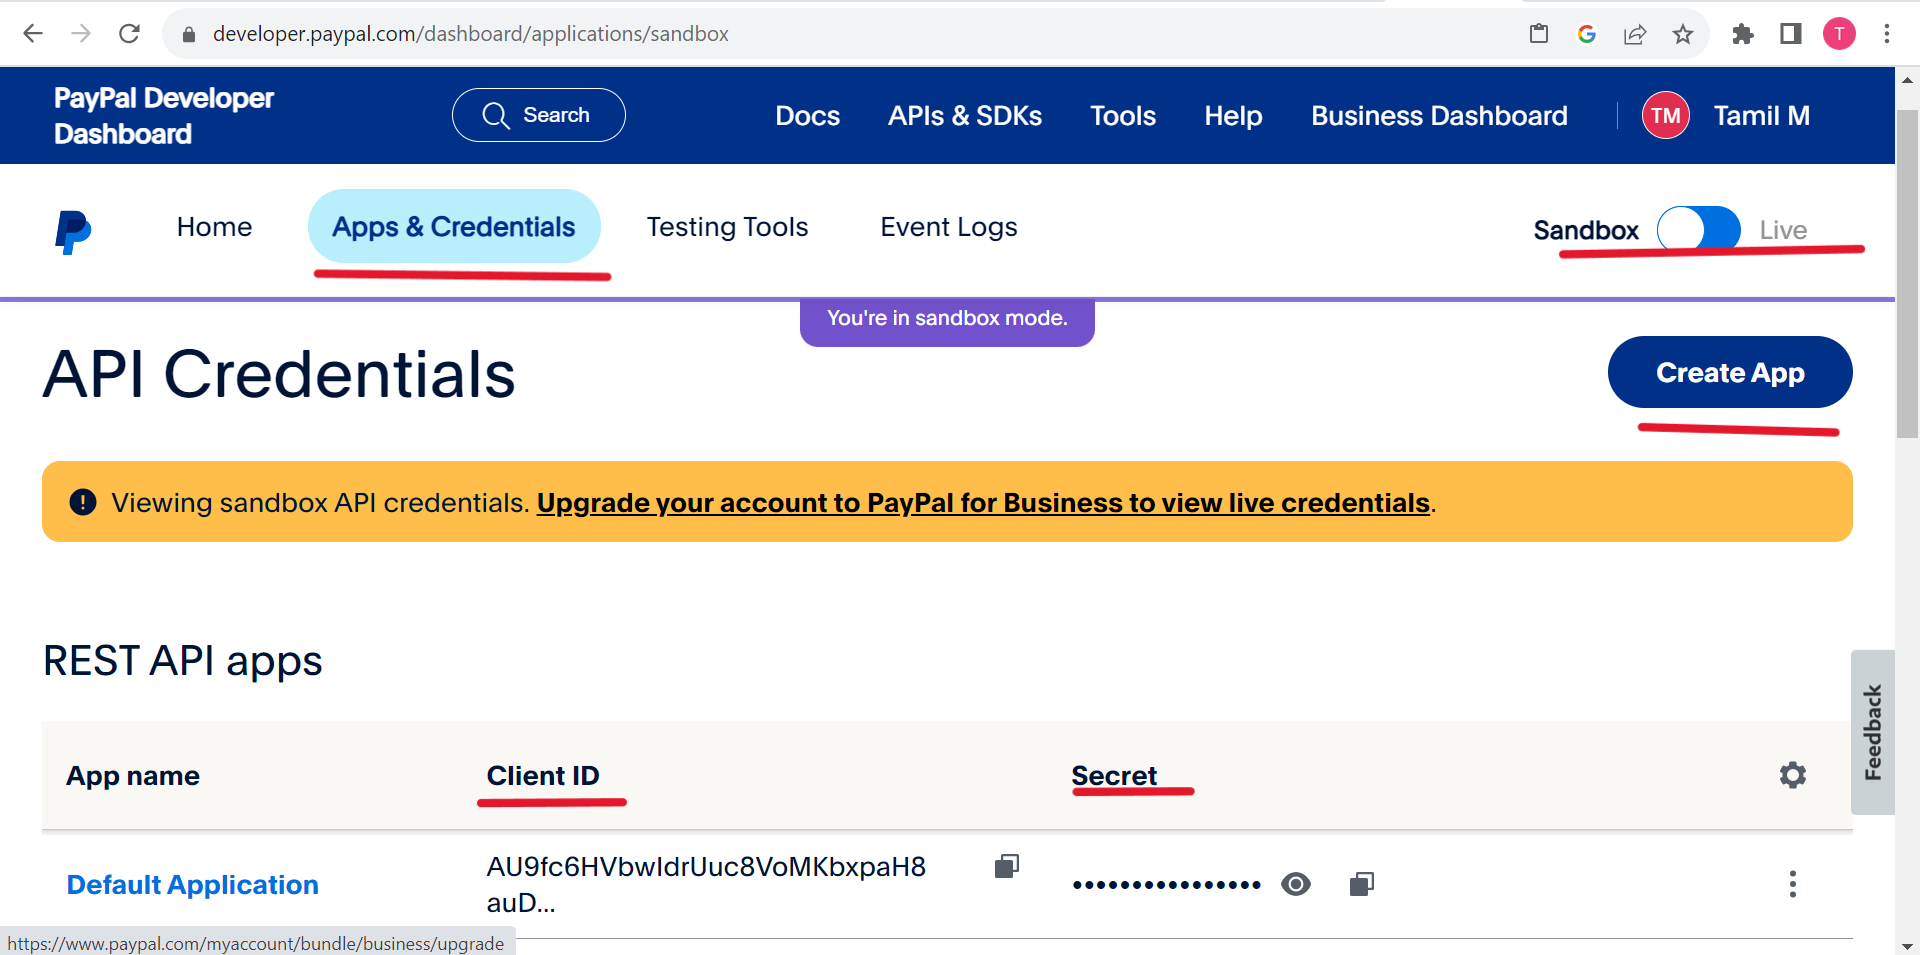 developer.paypal.com/dashboard/applications/sandbox
T
PayPal Developer
Dashboard
Search
Docs
APIs & SDKs
Tools
Help
Business Dashboard
TM
Tamil M
Home
Apps & Credentials
Testing Tools
Event Logs
Sandbox
Live
You're in sandbox mode.
API Credentials
Create App
Viewing sandbox API credentials. Upgrade your account to PayPal for Business to view live credentials.
REST API apps
Feedback
App name
Client ID
Secret
Default Application
AU9fc6HVbwIdrUuc8VoMKbxpaH8
auD...
••••••••••••••••
https://www.paypal.com/myaccount/bundle/business/upgrade